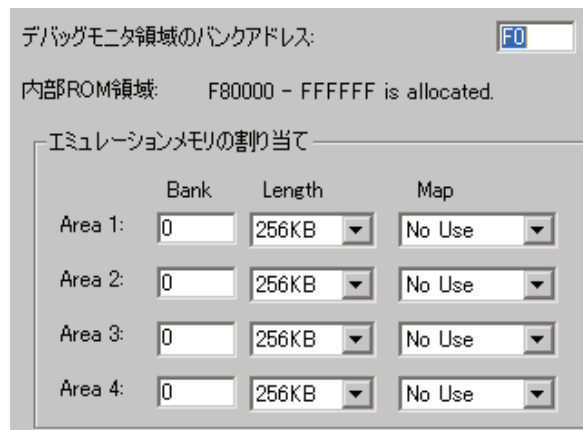 デバッグモニタ領域のバンクアドレス: F0
内部ROM領域: F80000 - FFFFFF is allocated.
エミュレーションメモリの割り当て
Bank Length Map
Area 1: 0 256KB No Use
Area 2: 0 256KB No Use
Area 3: 0 256KB No Use
Area 4: 0 256KB No Use